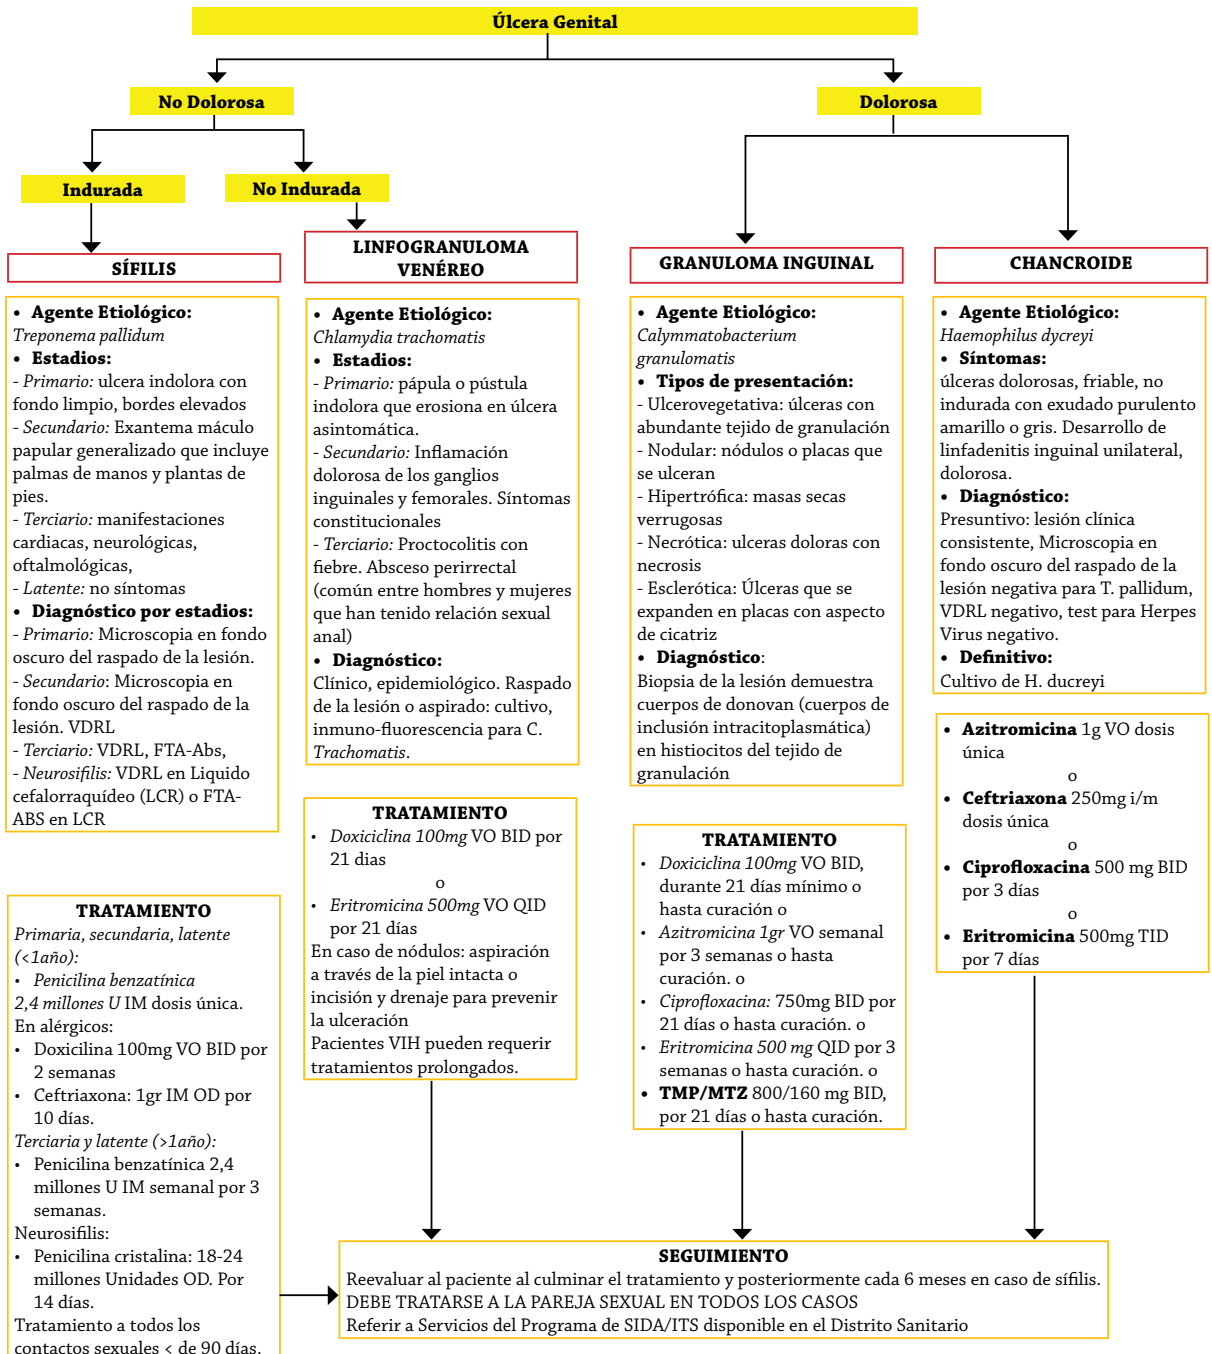 Úlcera Genital
No Dolorosa
Dolorosa
Indurada
No Indurada
SÍFILIS
LINFOGRANULOMA
VENÉREO
GRANULOMA INGUINAL
CHANCROIDE
• Agente Etiológico:
Treponema pallidum
• Estadios:
- Primario: ulcera indolora con
fondo limpio, bordes elevados
- Secundario: Exantema máculo
papular generalizado que incluye
palmas de manos y plantas de
pies.
- Terciario: manifestaciones
cardiacas, neurológicas,
oftalmológicas,
- Latente: no síntomas
• Diagnóstico por estadios:
- Primario: Microscopia en fondo
oscuro del raspado de la lesión.
- Secundario: Microscopia en
fondo oscuro del raspado de la
lesión. VDRL
- Terciario: VDRL, FTA-Abs,
- Neurosifilis: VDRL en Liquido
cefalorraquídeo (LCR) o FTA-
ABS en LCR
TRATAMIENTO
Primaria, secundaria, latente
(<1año):
• Penicilina benzatínica
2,4 millones U IM dosis única.
En alérgicos:
• Doxicilina 100mg VO BID por
2 semanas
• Ceftriaxona: 1gr IM OD por
10 días.
Terciaria y latente (>1año):
• Penicilina benzatínica 2,4
millones U IM semanal por 3
semanas.
Neurosifilis:
• Penicilina cristalina: 18-24
millones Unidades OD. Por
14 días.
Tratamiento a todos los
contactos sexuales < de 90 días.
• Agente Etiológico:
Chlamydia trachomatis
• Estadios:
- Primario: pápula o pústula
indolora que erosiona en úlcera
asintomática.
- Secundario: Inflamación
dolorosa de los ganglios
inguinales y femorales. Síntomas
constitucionales
- Terciario: Proctocolitis con
fiebre. Absceso perirrectal
(común entre hombres y mujeres
que han tenido relación sexual
anal)
• Diagnóstico:
Clínico, epidemiológico. Raspado
de la lesión o aspirado: cultivo,
inmuno-fluorescencia para C.
Trachomatis.
TRATAMIENTO
• Doxiciclina 100mg VO BID por
21 dias
o
• Eritromicina 500mg VO QID
por 21 días
En caso de nódulos: aspiración
a través de la piel intacta o
incisión y drenaje para prevenir
la ulceración
Pacientes VIH pueden requerir
tratamientos prolongados.
• Agente Etiológico:
Calymmatobacterium
granulomatis
• Tipos de presentación:
- Ulcerovegetativa: úlceras con
abundante tejido de granulación
- Nodular: nódulos o placas que
se ulceran
- Hipertrófica: masas secas
verrugosas
- Necrótica: ulceras doloras con
necrosis
- Esclerótica: Úlceras que se
expanden en placas con aspecto
de cicatriz
• Diagnóstico:
Biopsia de la lesión demuestra
cuerpos de donovan (cuerpos de
inclusión intracitoplasmática)
en histiocitos del tejido de
granulación
TRATAMIENTO
• Doxiciclina 100mg VO BID,
durante 21 días mínimo o
hasta curación o
• Azitromicina 1gr VO semanal
por 3 semanas o hasta
curación. o
• Ciprofloxacina: 750mg BID por
21 días o hasta curación. o
• Eritromicina 500 mg QID por 3
semanas o hasta curación. o
• TMP/MTZ 800/160 mg BID,
por 21 días o hasta curación.
• Agente Etiológico:
Haemophilus dycreyi
• Síntomas:
úlceras dolorosas, friable, no
indurada con exudado purulento
amarillo o gris. Desarrollo de
linfadenitis inguinal unilateral,
dolorosa.
• Diagnóstico:
Presuntivo: lesión clínica
consistente, Microscopia en
fondo oscuro del raspado de la
lesión negativa para T. pallidum,
VDRL negativo, test para Herpes
Virus negativo.
• Definitivo:
Cultivo de H. ducreyi
• Azitromicina 1g VO dosis
única
o
• Ceftriaxona 250mg i/m
dosis única
o
• Ciprofloxacina 500 mg BID
por 3 días
o
• Eritromicina 500mg TID
por 7 días
SEGUIMIENTO
Reevaluar al paciente al culminar el tratamiento y posteriormente cada 6 meses en caso de sífilis.
DEBE TRATARSE A LA PAREJA SEXUAL EN TODOS LOS CASOS
Referir a Servicios del Programa de SIDA/ITS disponible en el Distrito Sanitario